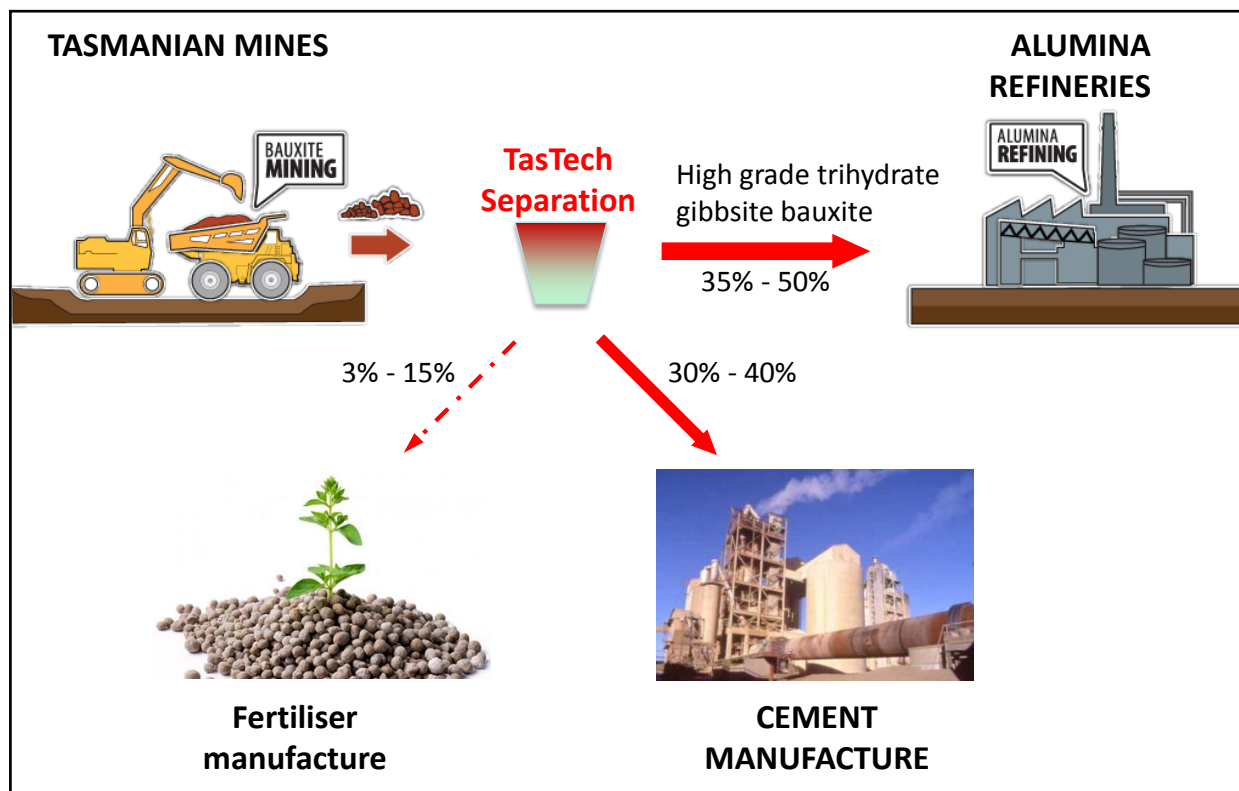 TASMANIAN MINES
ALUMINA
REFINERIES
BAUXITE
MINING
ALUMINA
REFINING
TasTech
Separation
High grade trihydrate
gibbsite bauxite
35% - 50%
3% - 15%
30% - 40%
Fertiliser
manufacture
CEMENT
MANUFACTURE